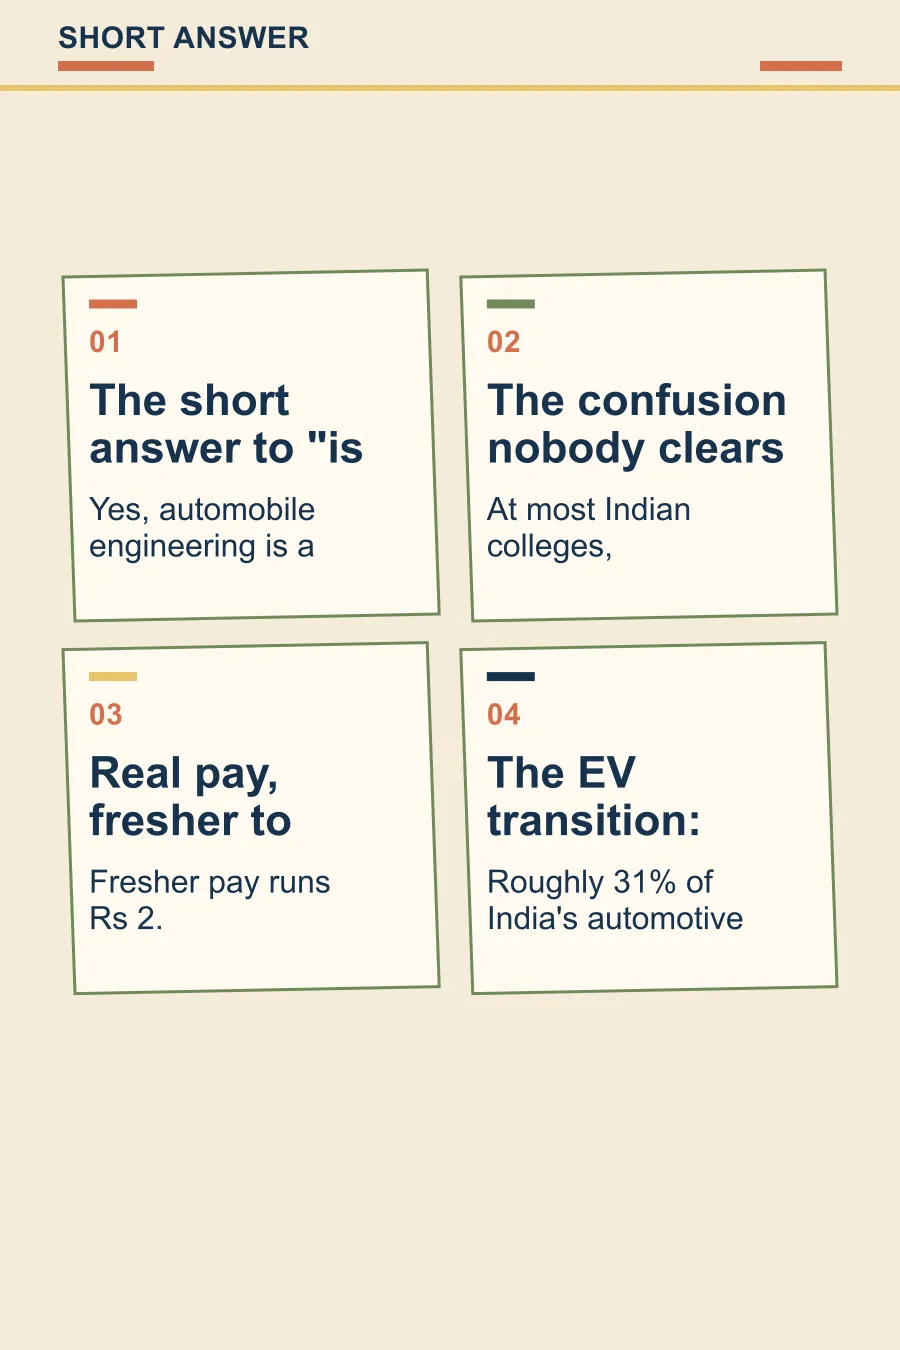 SHORT ANSWER
01
The short
answer to "is
Yes, automobile
engineering is a
02
The confusion
nobody clears
At most Indian
colleges,
03
Real pay,
fresher to
Fresher pay runs
Rs 2.
04
The EV
transition:
Roughly 31% of
India's automotive